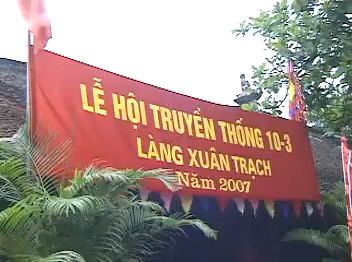 LỄ HỘI TRUYỀN THỐNG 10-3
LÀNG XUÂN TRẠCH
Năm 2007